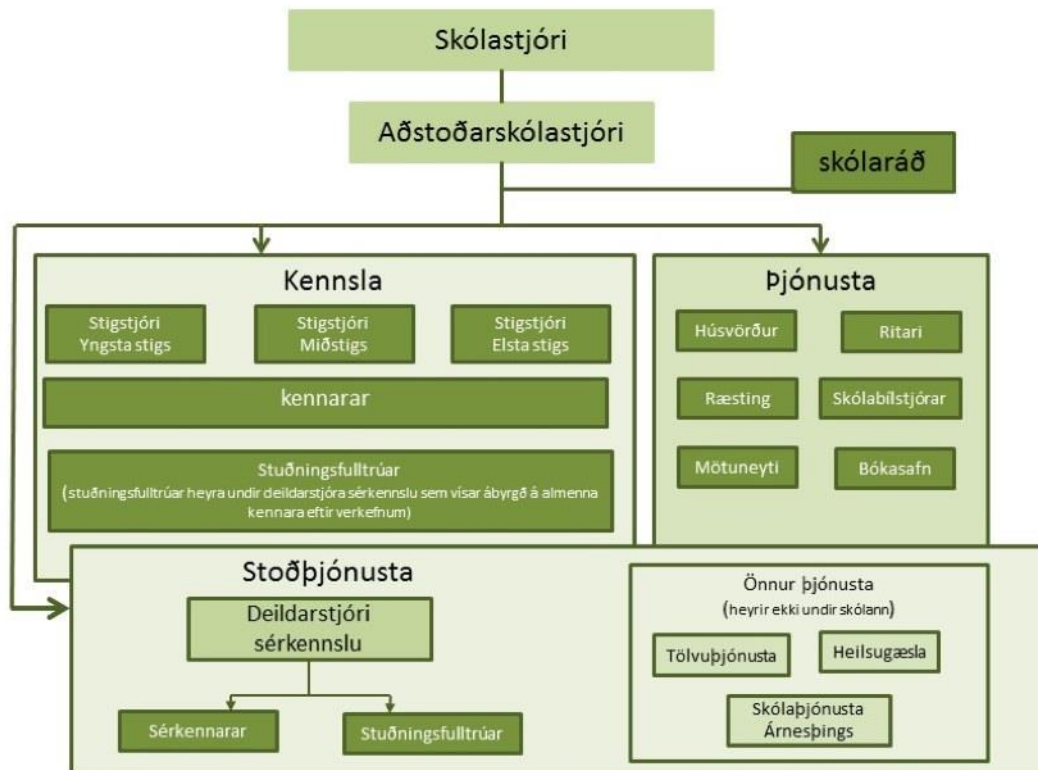 Skólastjóri
Aðstoðarskólastjóri
skólaráð
Kennsla
Stigstjóri
Yngsta stigs
Stigstjóri
Miðstigs
Stigstjóri
Elsta stigs
kennarar
Stuðningsfulltrúar
(stuðningsfulltrúar heyra undir deildarstjóra sérkennslu sem vísar ábyrgð á almenna
kennara eftir verkefnum)
Þjónusta
Húsvörður
Ritari
Ræsting
Skólabílstjórar
Mötuneyti
Bókasafn
Stoðþjónusta
Deildarstjóri
sérkennslu
Sérkennarar
Stuðningsfulltrúar
Önnur þjónusta
(heyrir ekki undir skólann)
Tölvuþjónusta
Heilsugæsla
Skólaþjónusta
Árnesþings